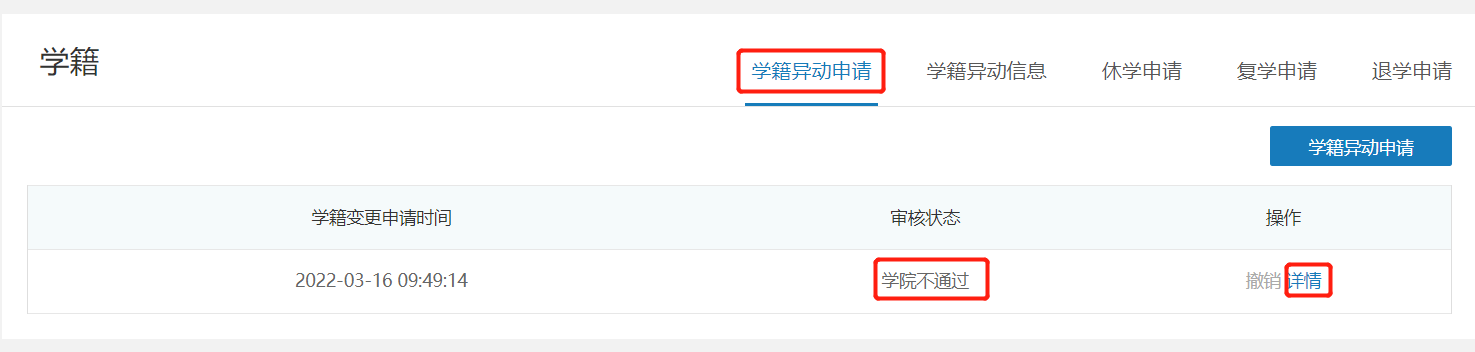 学籍
学籍异动申请 学籍异动信息 休学申请 复学申请 退学申请
学籍异动申请
学籍变更申请时间 审核状态 操作
2022-03-16 09:49:14 学院不通过 撤销 详情